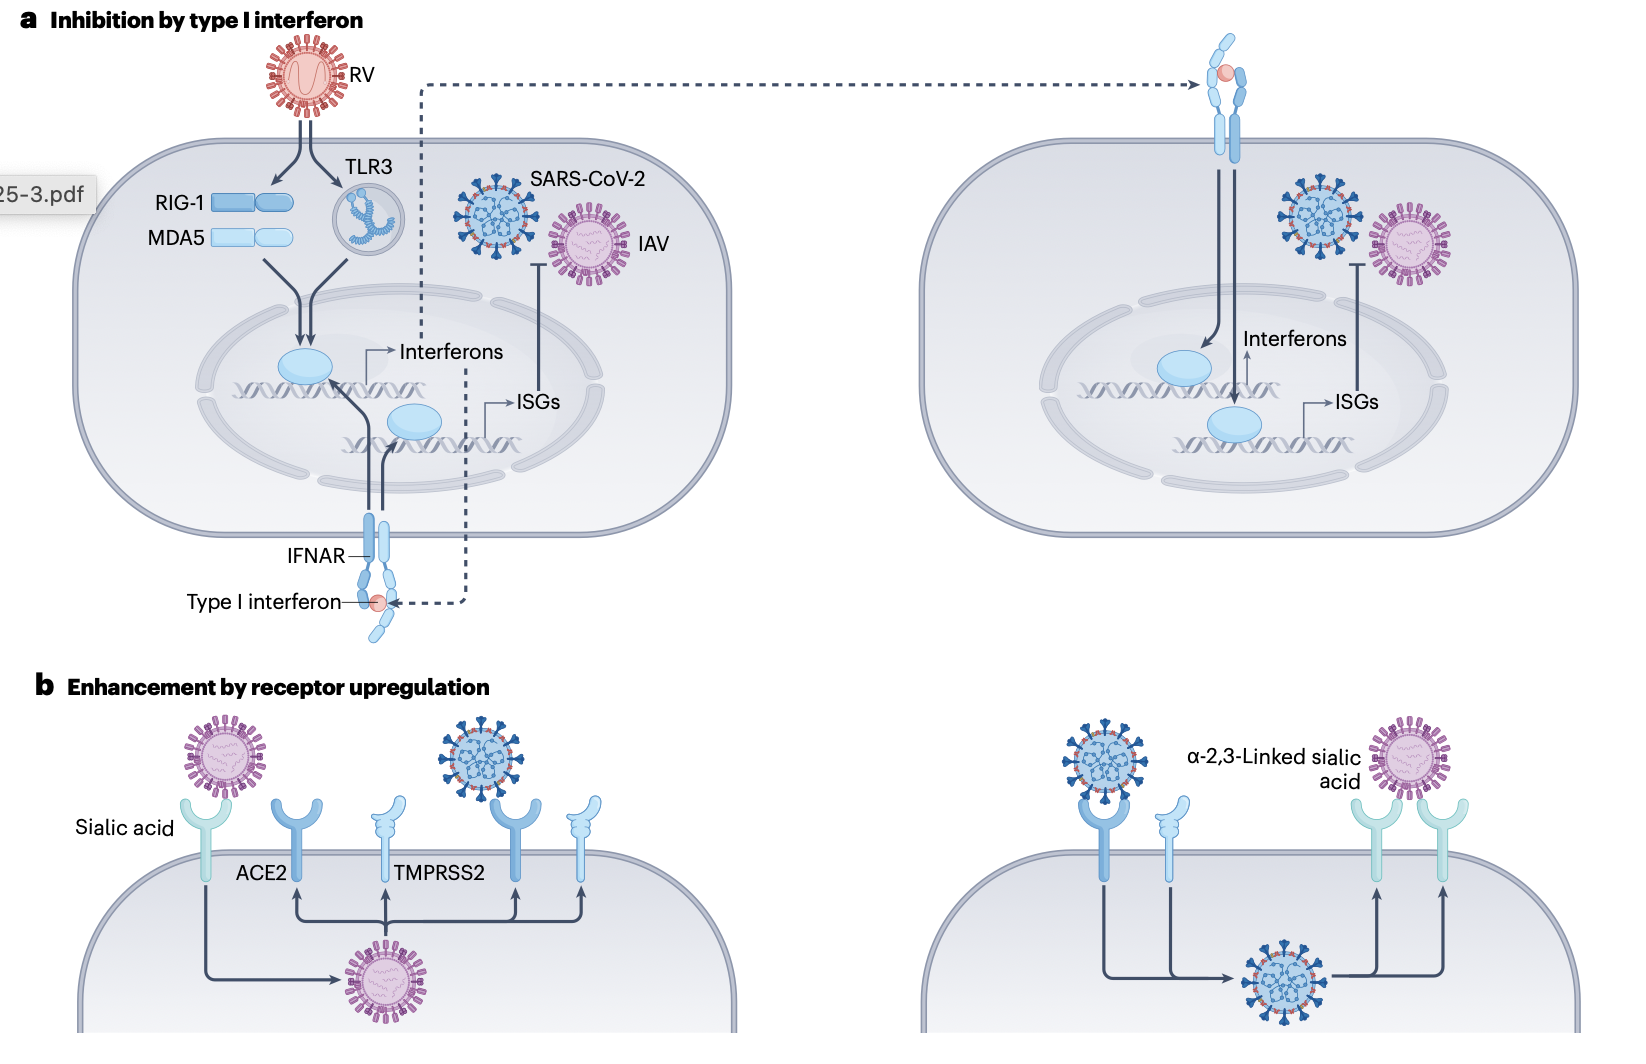 a Inhibition by type I interferon
RV
TLR3
SARS-CoV-2
25-3.pdf
RIG-1
MDA5
IAV
Interferons
Interferons
ISGs
ISGs
IFNAR
Type I interferon
b Enhancement by receptor upregulation
α-2,3-Linked sialic
acid
Sialic acid
ACE2
TMPRSS2